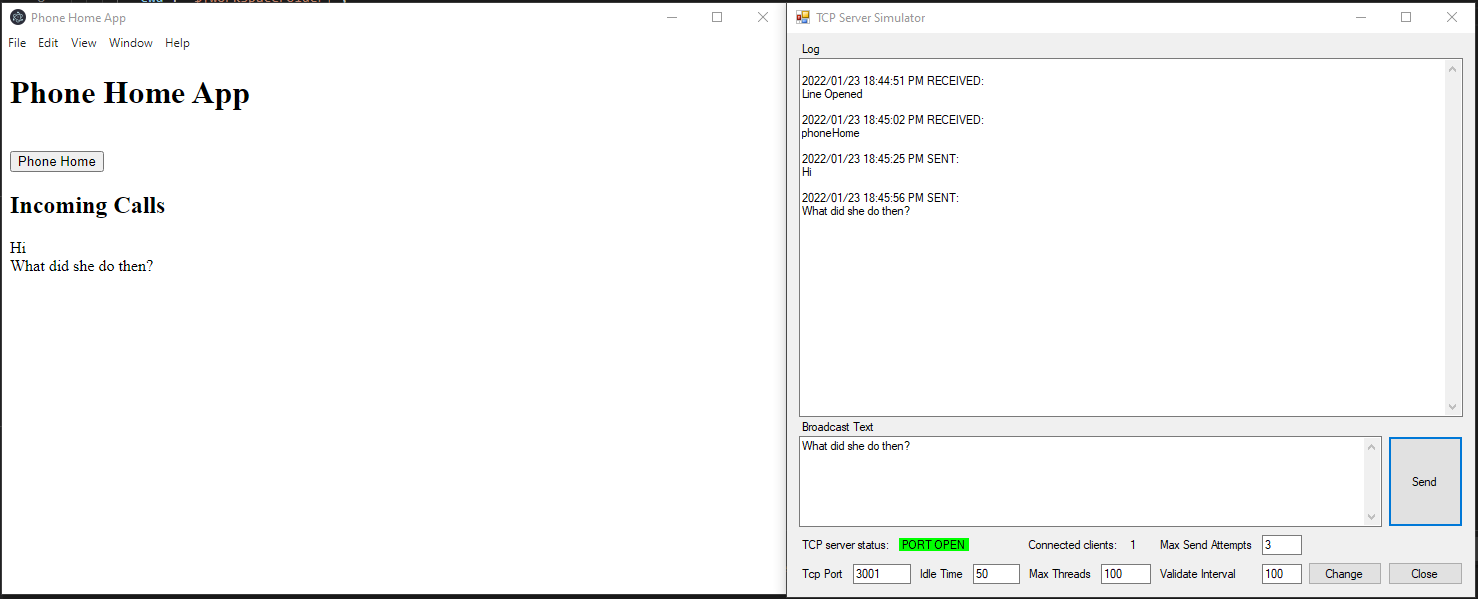 Phone Home App
File Edit View Window Help
Phone Home App
Phone Home
Incoming Calls
Hi
What did she do then?
TCP Server Simulator
Log
2022/01/23 18:44:51 PM RECEIVED:
Line Opened
2022/01/23 18:45:02 PM RECEIVED:
phoneHome
2022/01/23 18:45:25 PM SENT:
Hi
2022/01/23 18:45:56 PM SENT:
What did she do then?
Broadcast Text
What did she do then?
Send
TCP server status: PORT OPEN Connected clients: 1 Max Send Attempts 3
Tcp Port 3001 Idle Time 50 Max Threads 100 Validate Interval 100 Change Close